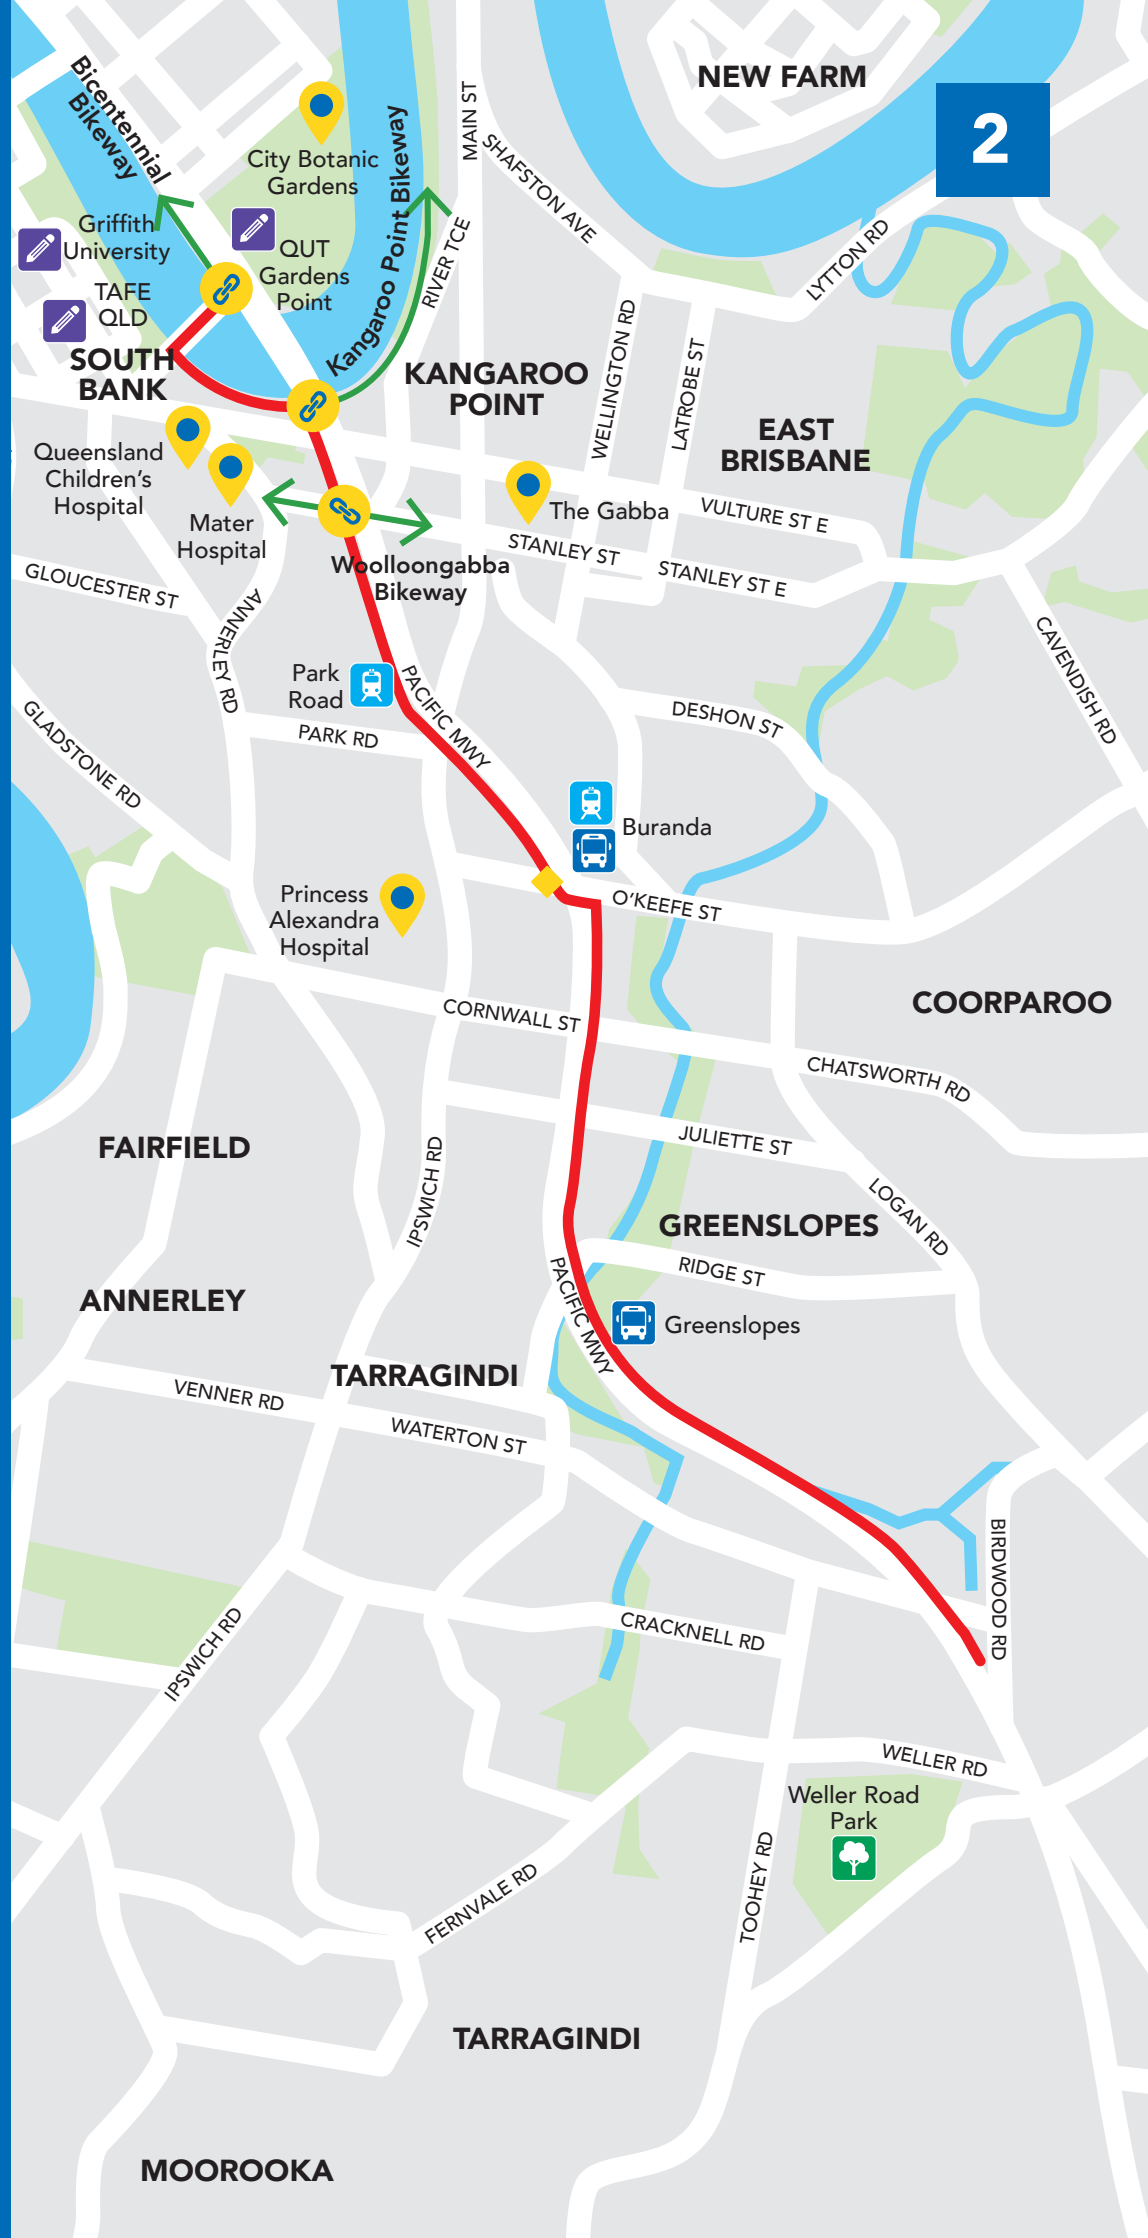 NEW FARM
2
Bicentennial
Bikeway
City Botanic
Gardens
Kangaroo Point Bikeway
MAIN ST
SHAFSTON AVE
Griffith
University
QUT
Gardens
Point
TAFE
QLD
RIVER TCE
LYTTON RD
SOUTH
BANK
KANGAROO
POINT
WELLINGTON RD
LATROBE ST
EAST
BRISBANE
Queensland
Children's
Hospital
Mater
Hospital
The Gabba
VULTURE ST E
STANLEY ST
STANLEY ST E
Woolloongabba
Bikeway
GLOUCESTER ST
ANNERLEY RD
CAVENDISH RD
Park
Road
PACIFIC MWY
PARK RD
DESHON ST
GLADSTONE RD
Buranda
Princess
Alexandra
Hospital
O'KEEFE ST
COORPAROO
CORNWALL ST
CHATSWORTH RD
FAIRFIELD
JULIETTE ST
IPSWICH RD
LOGAN RD
GREENSLOPES
RIDGE ST
PACIFIC MWY
ANNERLEY
Greenslopes
TARRAGINDI
VENNER RD
WATERTON ST
BIRDWOOD RD
IPSWICH RD
CRACKNELL RD
WELLER RD
Weller Road
Park
TOOHEY RD
FERNVALE RD
TARRAGINDI
MOOROOKA